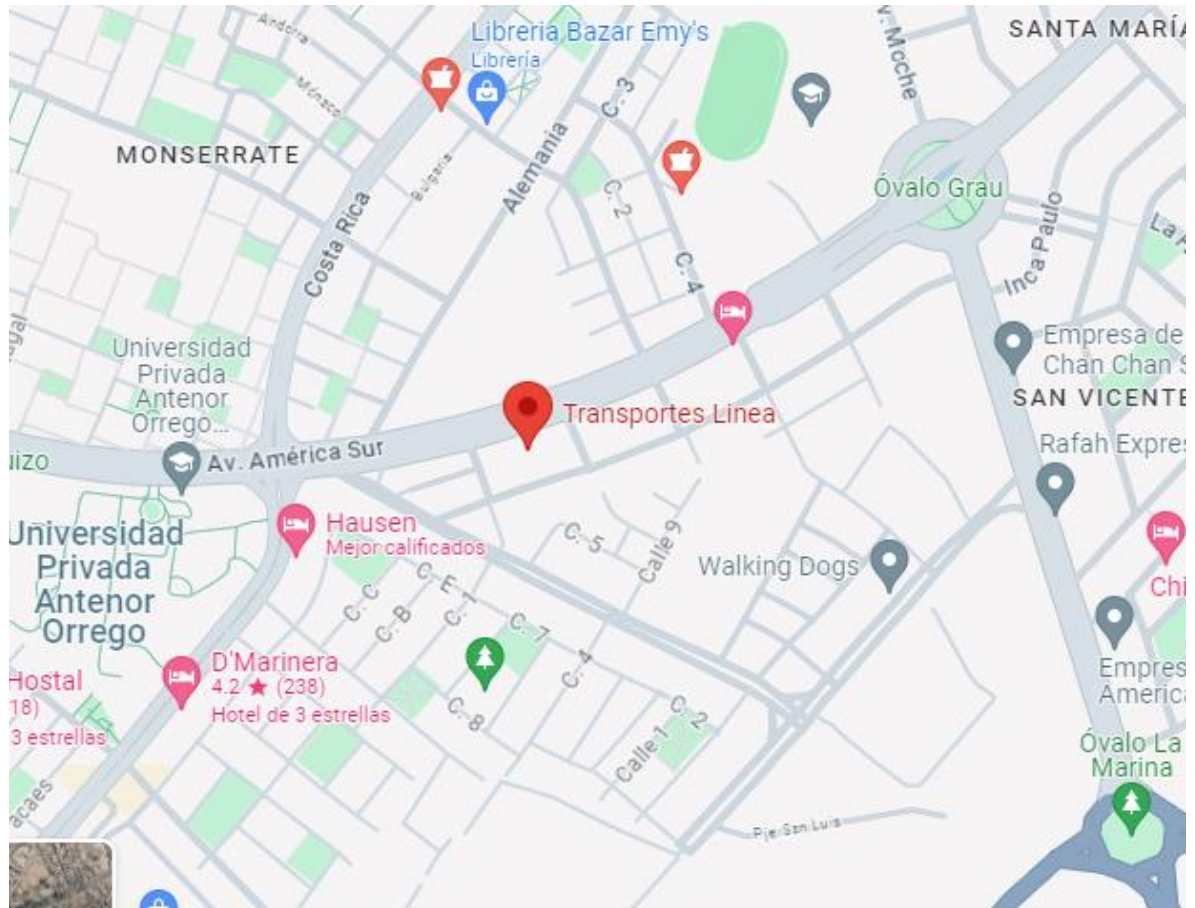 Andorra
Libreria Bazar Emy's
Librería
SANTA MARÍA
Mónaco
C. 3
MONSERRATE
Bulgaria
Alemania
v. Moche
Óvalo Grau
C. 2
Costa Rica
Inca Paulo
C. 4
Universidad
Privada
Antenor
Orrego...
Empresa de
Chan Chan S
SAN VICENTE
Transportes Linea
Av. América Sur
uizo
Rafah Expres
Hausen
Mejor calificados
Universidad
Privada
Antenor
Orrego
C. 5
Calle 9
Walking Dogs
C. E
C. C
C. B
C. 1
C. 7
C. 4
Chi
D'Marinera
4.2 ★ (238)
Hotel de 3 estrellas
Hostal
18)
3 estrellas
C. 8
C. 2
Calle 1
Empres
America
Óvalo La
Marina
acaes
Pje San Luis